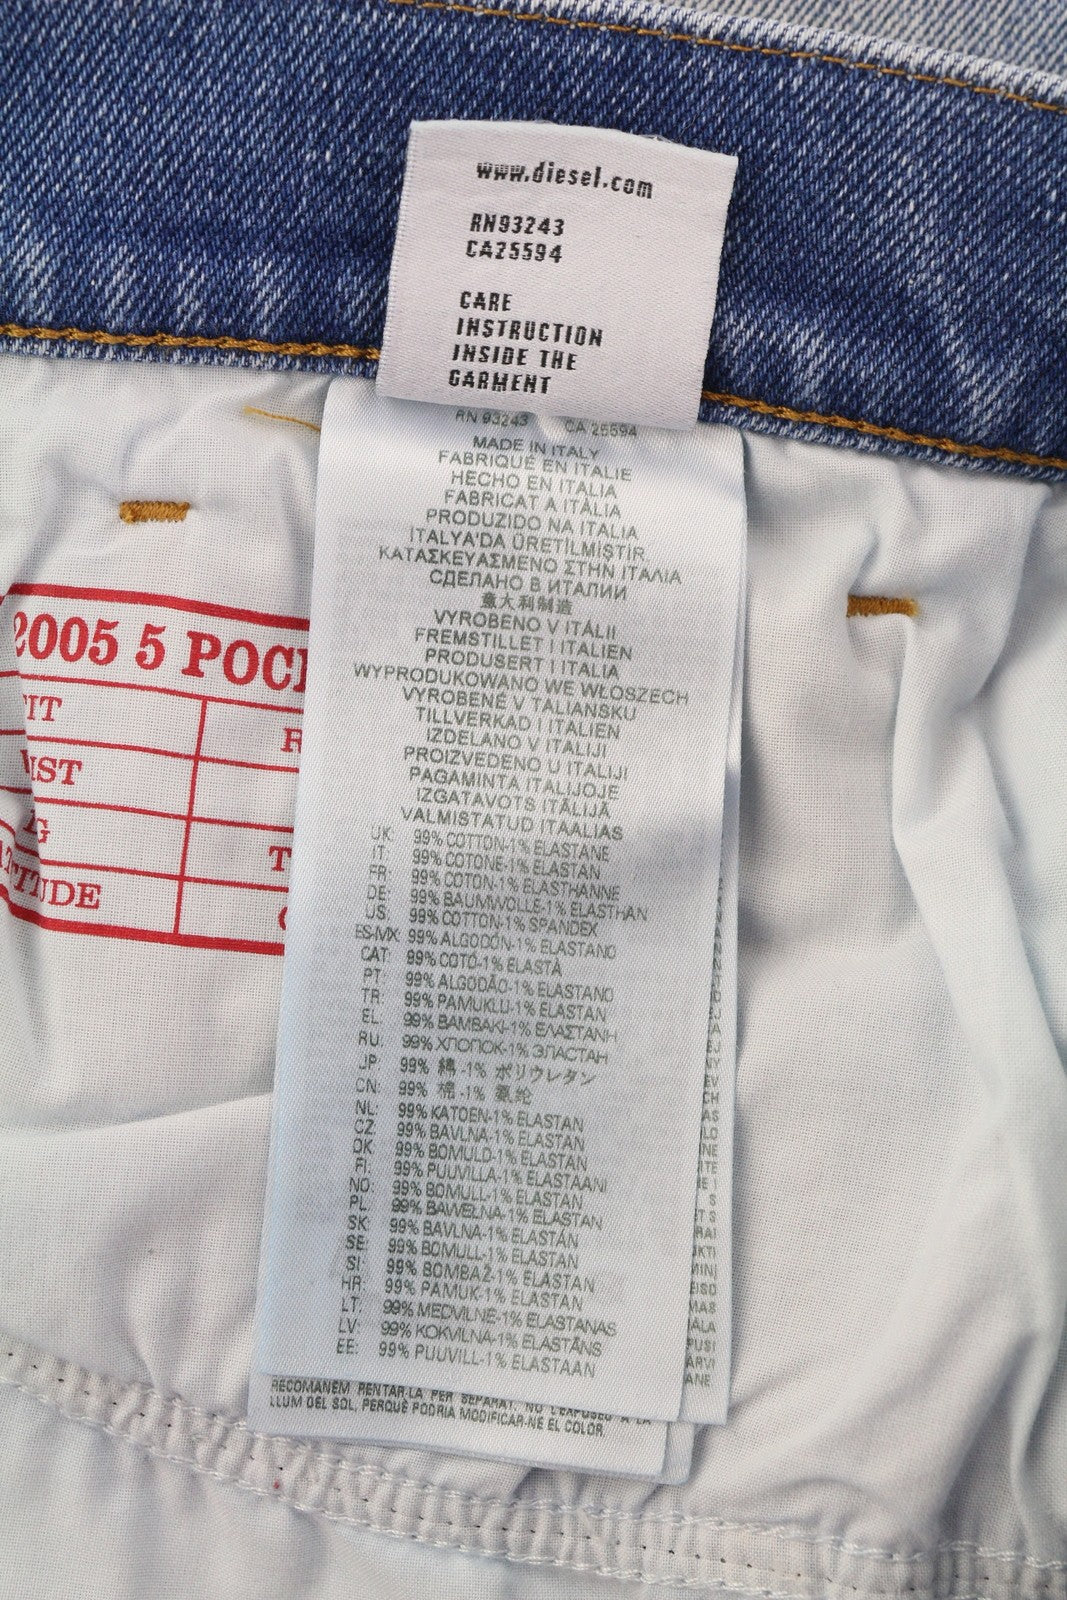 www.diesel.com
RN93243
CA25594
CARE
INSTRUCTION
INSIDE THE
GARMENT
RN 93243 CA 25594
MADE IN ITALY
FABRIQUÉ EN ITALIE
HECHO EN ITALIA
FABRICAT A ITÀLIA
PRODUZIDO NA ITALIA
ITALYA'DA ÜRETİLMİŞTİR
ΚΑΤΑΣΚΕΥΑΣΜΕΝΟ ΣΤΗΝ ΙΤΑΛΙΑ
СДЕЛАНО В ИТАЛИИ
意大利制造
VYROBENO V ITÁLII
FREMSTILLET I ITALIEN
PRODUSERT I ITALIA
WYPRODUKOWANO WE WŁOSZECH
VYROBENÉ V TALIANSKU
TILLVERKAD I ITALIEN
IZDELANO V ITALIJI
PROIZVEDENO U ITALIJI
PAGAMINTA ITALIJOJE
IZGATAVOTS ITĀLIJĀ
VALMISTATUD ITAALIAS
UK: 99% COTTON-1% ELASTANE
IT: 99% COTONE-1% ELASTAN
FR: 99% COTON-1% ELASTHANNE
DE: 99% BAUMWOLLE-1% ELASTHAN
US: 99% COTTON-1% SPANDEX
ES-MX: 99% ALGODÓN-1% ELASTANO
CAT: 99% COTÓ-1% ELASTÀ
PT: 99% ALGODÃO-1% ELASTANO
TR: 99% PAMUKLU-1% ELASTAN
EL: 99% ΒΑΜΒΑΚΙ-1% ΕΛΑΣΤΑΝΗ
RU: 99% ХЛОПОК-1% ЭЛАСТАН
JP: 99% 綿 -1% ポリウレタン
CN: 99% 棉 -1% 氨纶
NL: 99% KATOEN-1% ELASTAN
CZ: 99% BAVLNA-1% ELASTAN
DK: 99% BOMULD-1% ELASTAN
FI: 99% PUUVILLA-1% ELASTAANI
NO: 99% BOMULL-1% ELASTAN
PL: 99% BAWEŁNA-1% ELASTAN
SK: 99% BAVLNA-1% ELASTAN
SE: 99% BOMULL-1% ELASTAN
SI: 99% BOMBAŽ-1% ELASTAN
HR: 99% PAMUK-1% ELASTAN
LT: 99% MEDVILNĖ-1% ELASTANAS
LV: 99% KOKVILNA-1% ELASTĀNS
EE: 99% PUUVILL-1% ELASTAAN
RECOMANEM RENTAR-LA PER SEPARAT. NO L'EXPOSEU A LA
LLUM DEL SOL, PERQUÈ PODRIA MODIFICAR-NE EL COLOR.
2005 5 POCK
FIT R
IST
G T
TITUDE